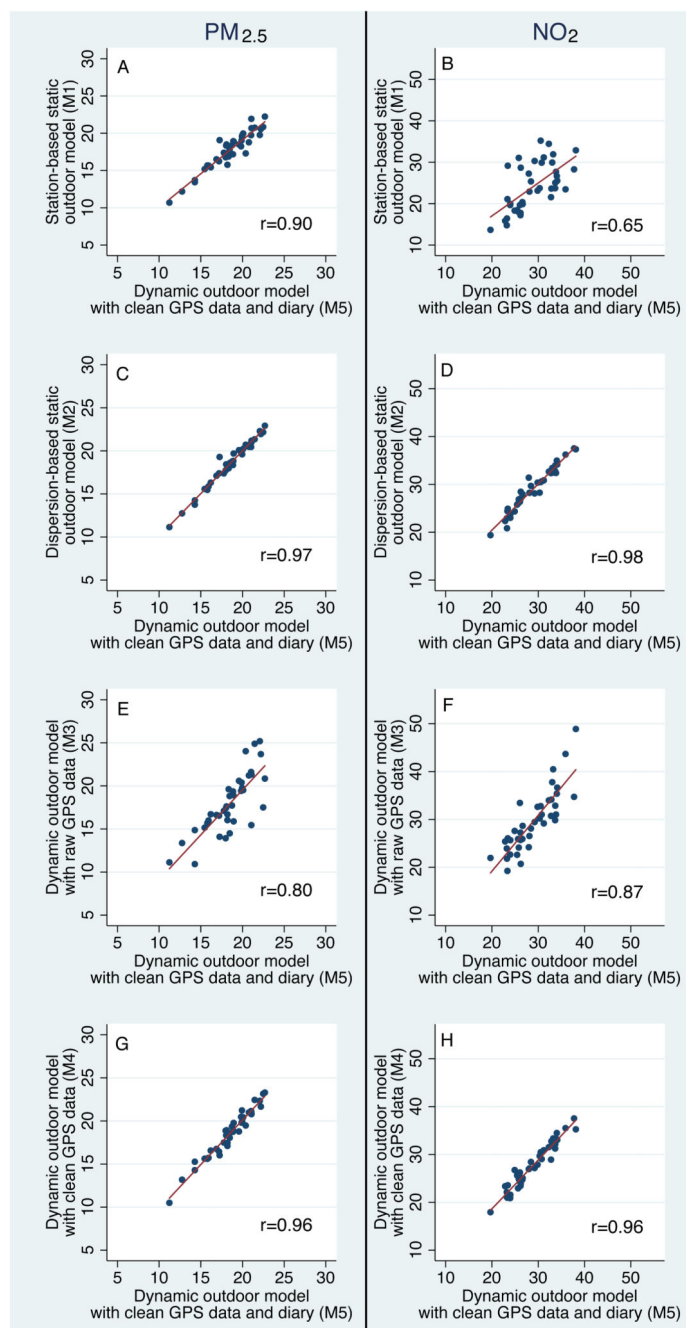 PM2.5
NO2
A
Station-based static
outdoor model (M1)
30
25
20
15
10
5
r=0.90
5 10 15 20 25 30
Dynamic outdoor model
with clean GPS data and diary (M5)
B
Station-based static
outdoor model (M1)
50
40
30
20
10
r=0.65
10 20 30 40 50
Dynamic outdoor model
with clean GPS data and diary (M5)
C
Dispersion-based static
outdoor model (M2)
30
25
20
15
10
5
r=0.97
5 10 15 20 25 30
Dynamic outdoor model
with clean GPS data and diary (M5)
D
Dispersion-based static
outdoor model (M2)
50
40
30
20
10
r=0.98
10 20 30 40 50
Dynamic outdoor model
with clean GPS data and diary (M5)
E
Dynamic outdoor model
with raw GPS data (M3)
30
25
20
15
10
5
r=0.80
5 10 15 20 25 30
Dynamic outdoor model
with clean GPS data and diary (M5)
F
Dynamic outdoor model
with raw GPS data (M3)
50
40
30
20
10
r=0.87
10 20 30 40 50
Dynamic outdoor model
with clean GPS data and diary (M5)
G
Dynamic outdoor model
with clean GPS data (M4)
30
25
20
15
10
5
r=0.96
5 10 15 20 25 30
Dynamic outdoor model
with clean GPS data and diary (M5)
H
Dynamic outdoor model
with clean GPS data (M4)
50
40
30
20
10
r=0.96
10 20 30 40 50
Dynamic outdoor model
with clean GPS data and diary (M5)